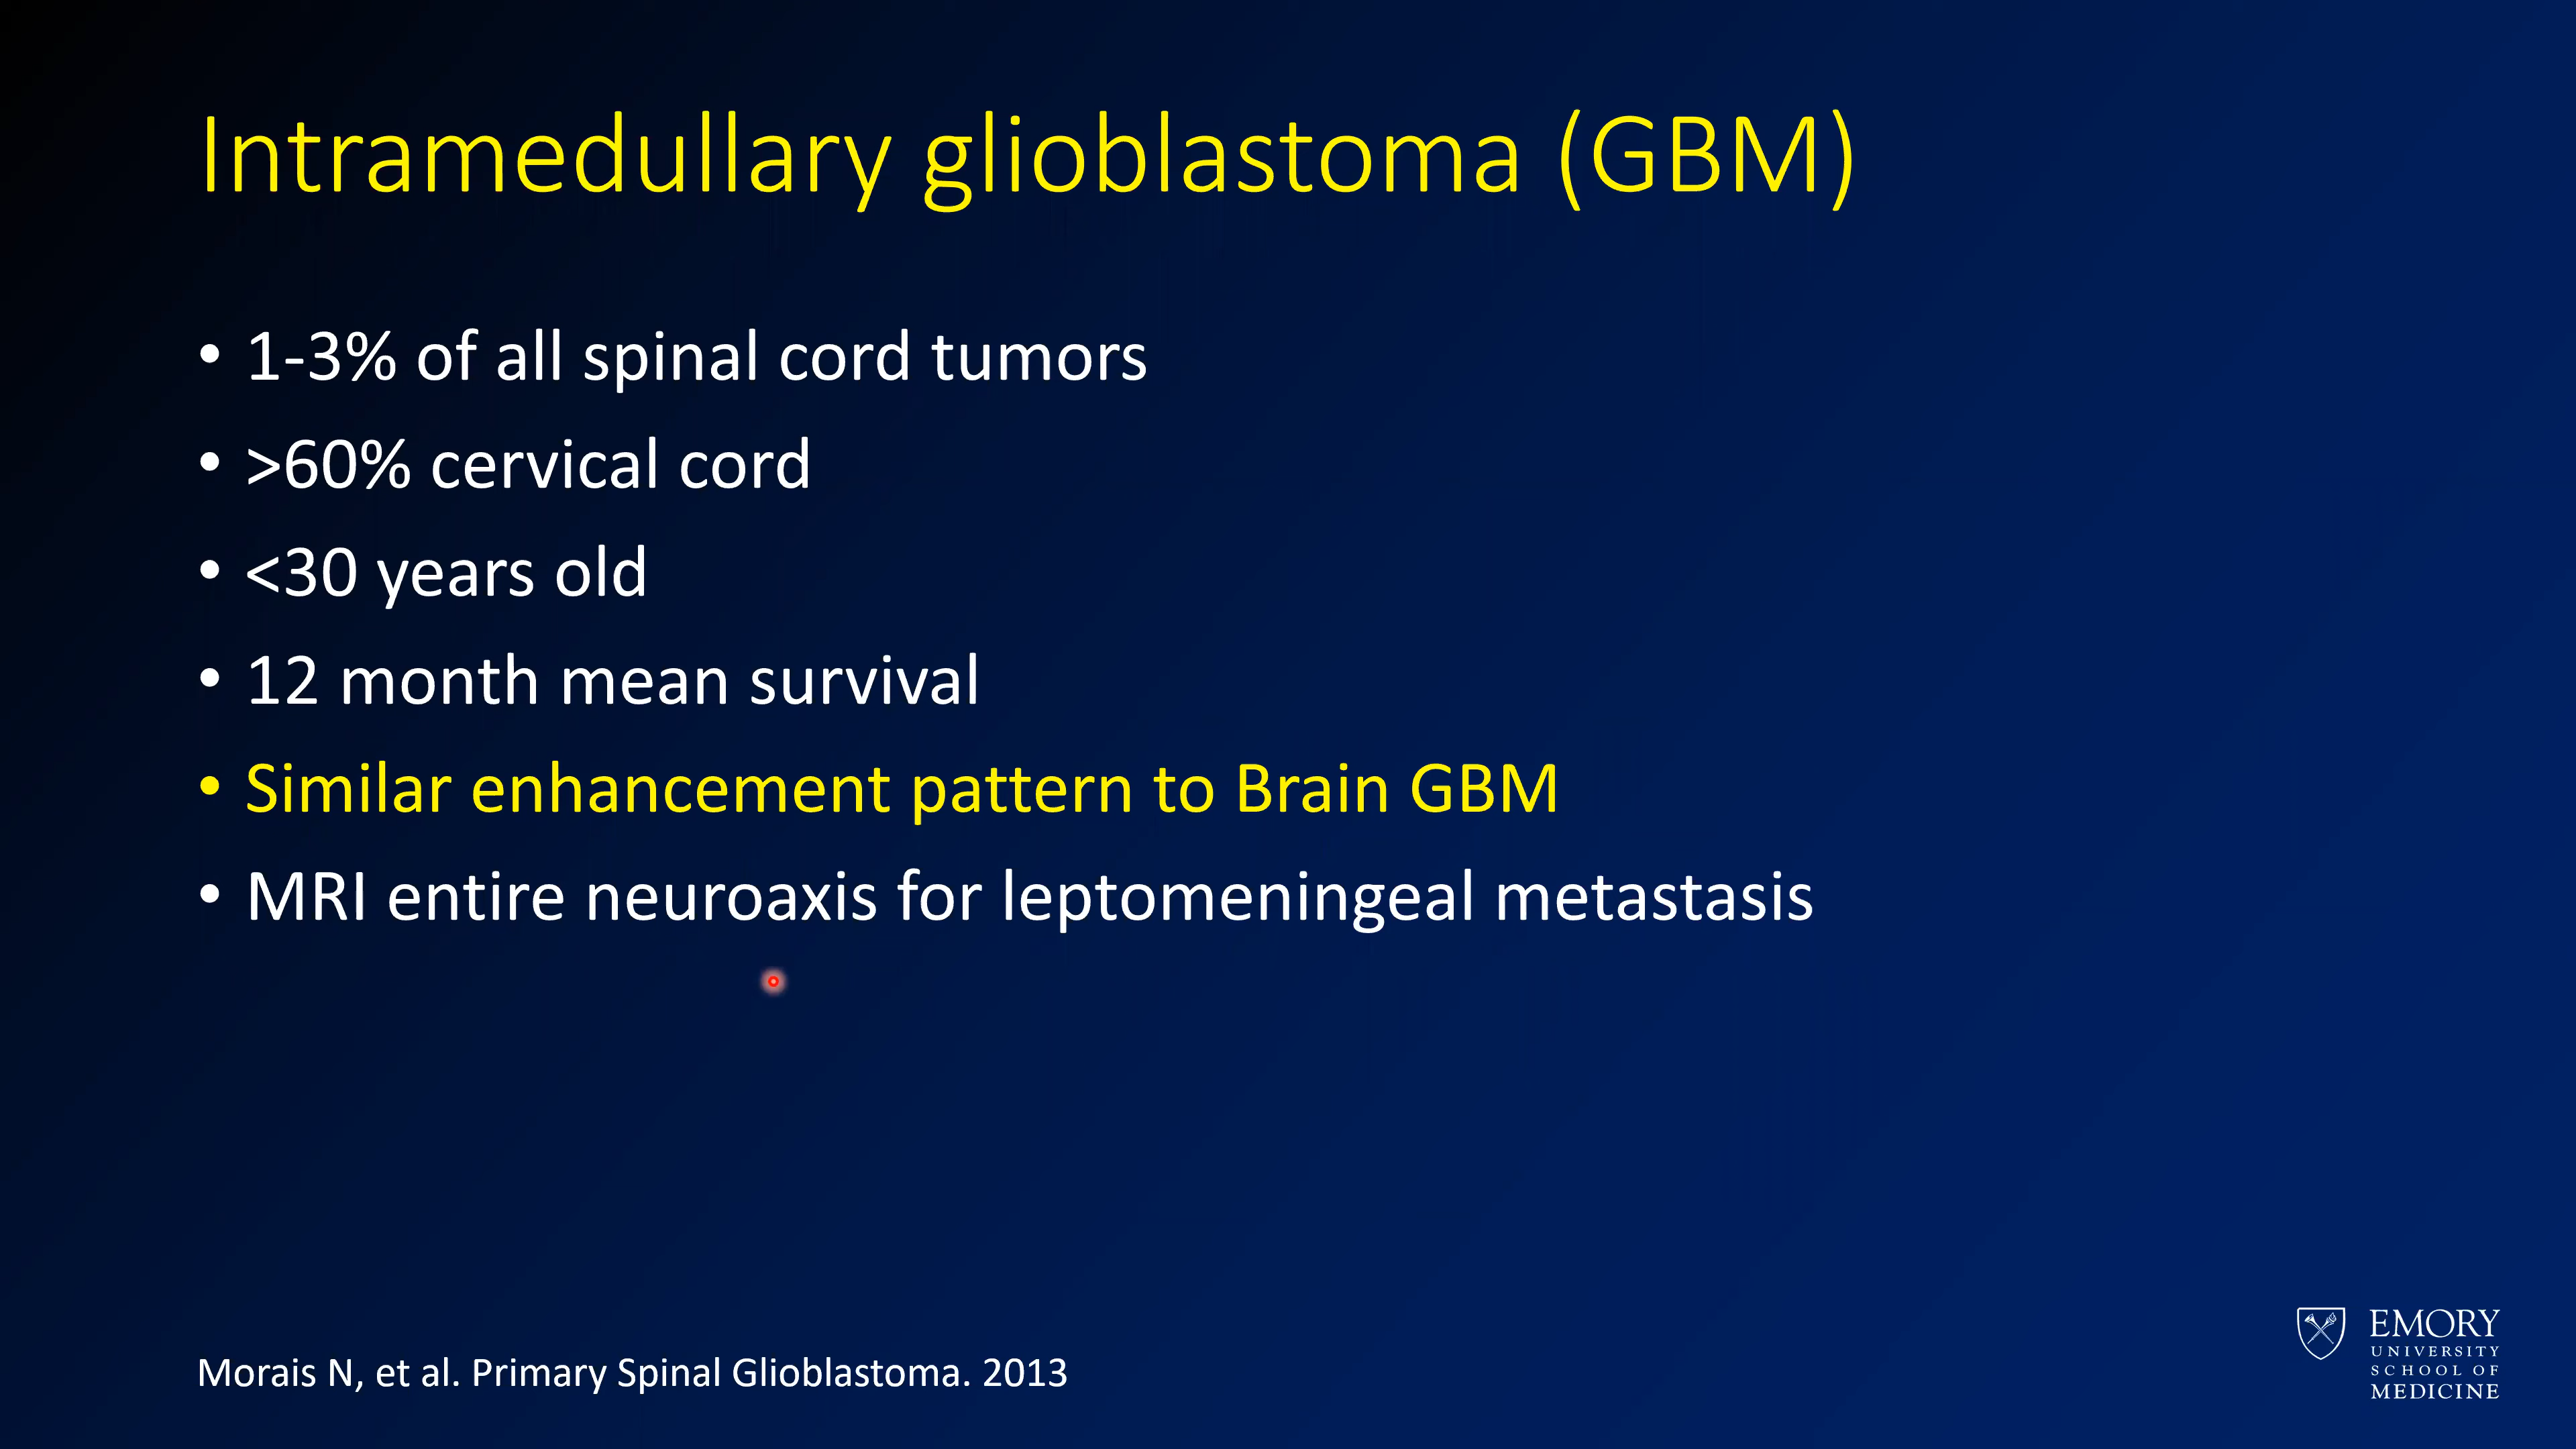 Intramedullary glioblastoma (GBM)
• 1-3% of all spinal cord tumors
• >60% cervical cord
• <30 years old
• 12 month mean survival
• Similar enhancement pattern to Brain GBM
• MRI entire neuroaxis for leptomeningeal metastasis
Morais N, et al. Primary Spinal Glioblastoma. 2013
EMORY
UNIVERSITY
SCHOOL OF
MEDICINE